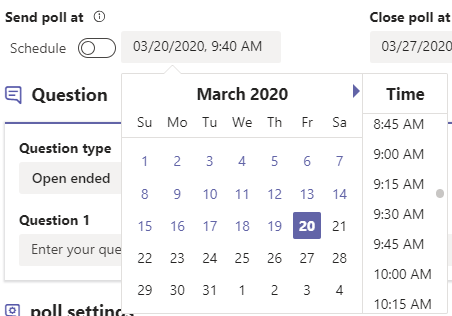 Send poll at
Close poll at
Schedule
03/20/2020, 9:40 AM
03/27/2020
Question
March 2020
Time
Su Mo Tu We Th Fr Sa
1 2 3 4 5 6 7
8 9 10 11 12 13 14
15 16 17 18 19 20 21
22 23 24 25 26 27 28
29 30 31 1 2 3 4
8:45 AM
9:00 AM
9:15 AM
9:30 AM
9:45 AM
10:00 AM
10:15 AM
Question type
Open ended
Question 1
Enter your que
poll settings